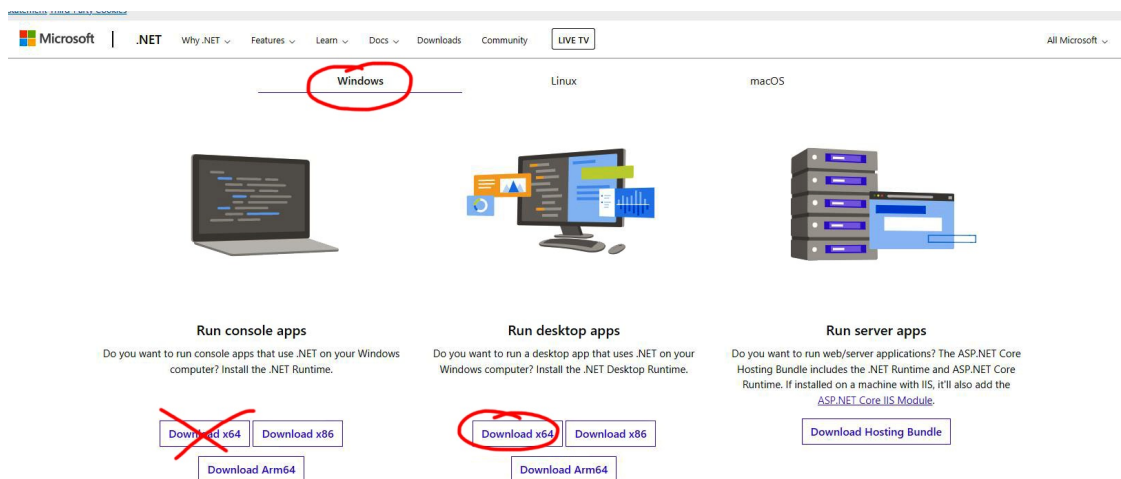 Statement Third-Party Cookies
Microsoft .NET Why .NET Features Learn Docs Downloads Community LIVE TV All Microsoft
Windows Linux macOS
Run console apps
Do you want to run console apps that use .NET on your Windows
computer? Install the .NET Runtime.
Download x64 Download x86
Download Arm64
Run desktop apps
Do you want to run a desktop app that uses .NET on your
Windows computer? Install the .NET Desktop Runtime.
Download x64 Download x86
Download Arm64
Run server apps
Do you want to run web/server applications? The ASP.NET Core
Hosting Bundle includes the .NET Runtime and ASP.NET Core
Runtime. If installed on a machine with IIS, it'll also add the
ASP.NET Core IIS Module.
Download Hosting Bundle